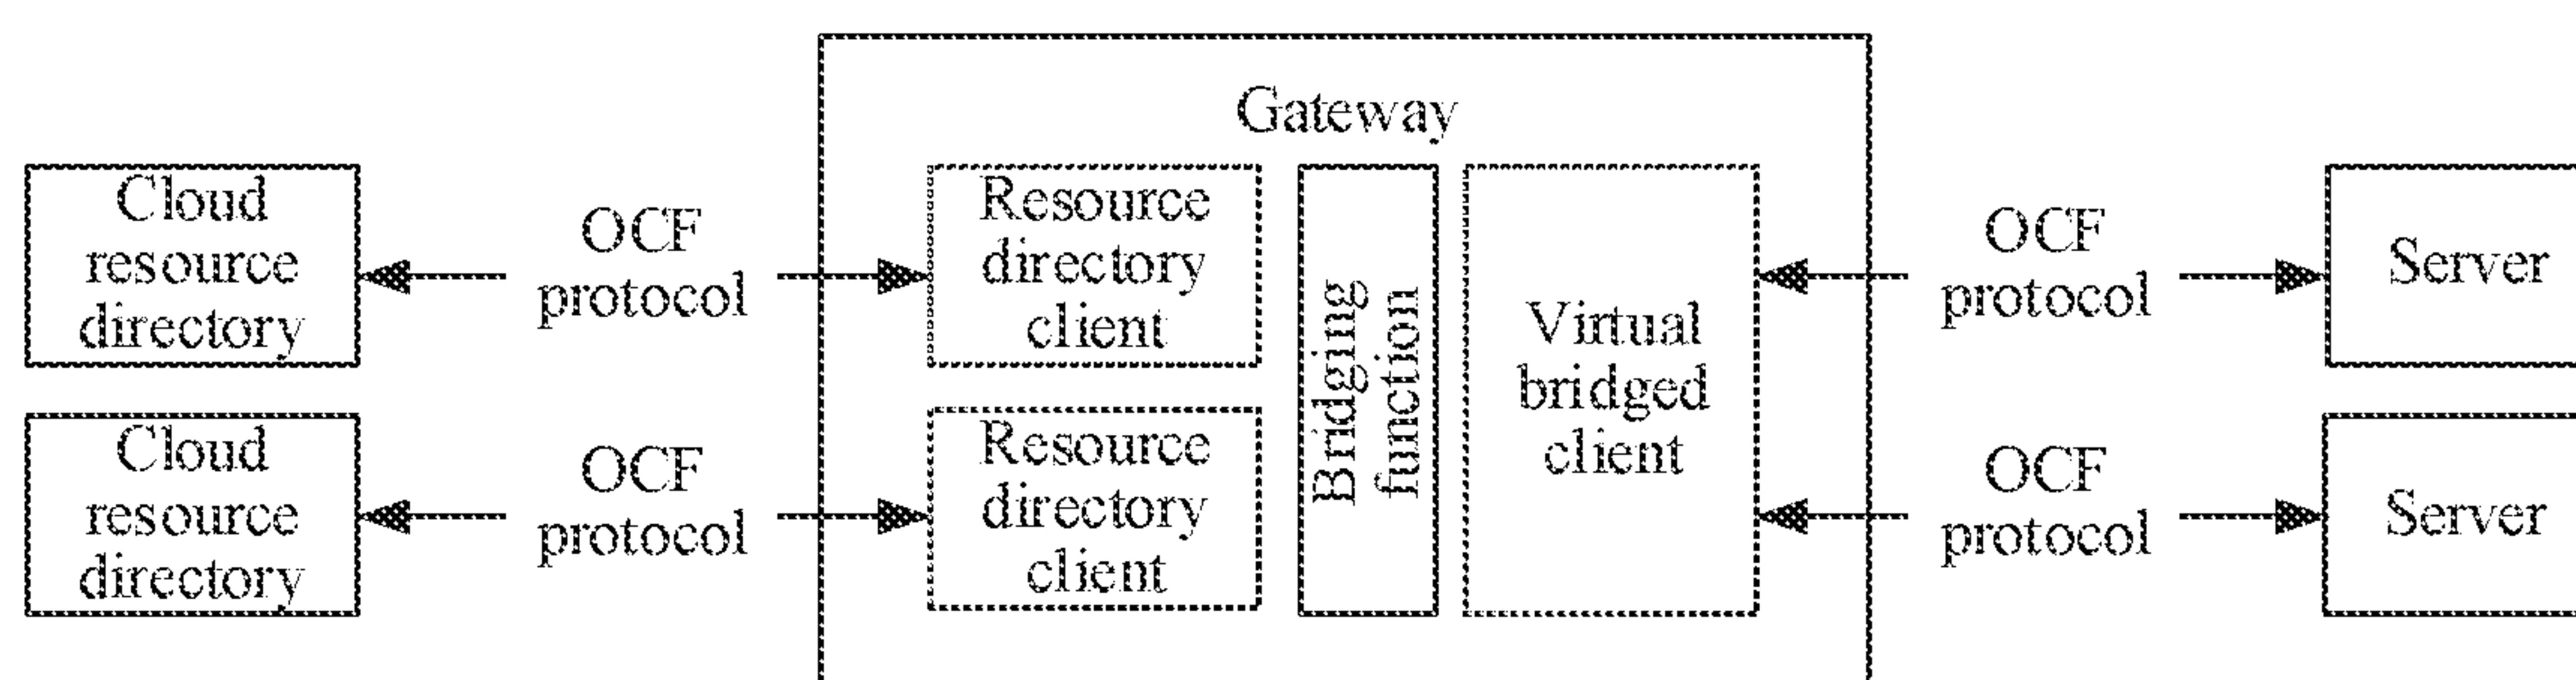 Gateway
Cloud
resource
directory
OCF
protocol
Resource
directory
client
Bridging
function
Virtual
bridged
client
OCF
protocol
Server
Cloud
resource
directory
OCF
protocol
Resource
directory
client
OCF
protocol
Server